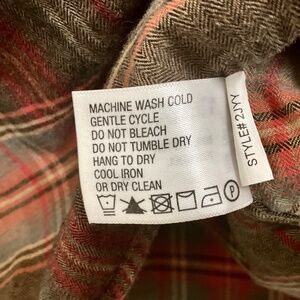 MACHINE WASH COLD
GENTLE CYCLE
DO NOT BLEACH
DO NOT TUMBLE DRY
HANG TO DRY
COOL IRON
OR DRY CLEAN
P
STYLE# 2JYY